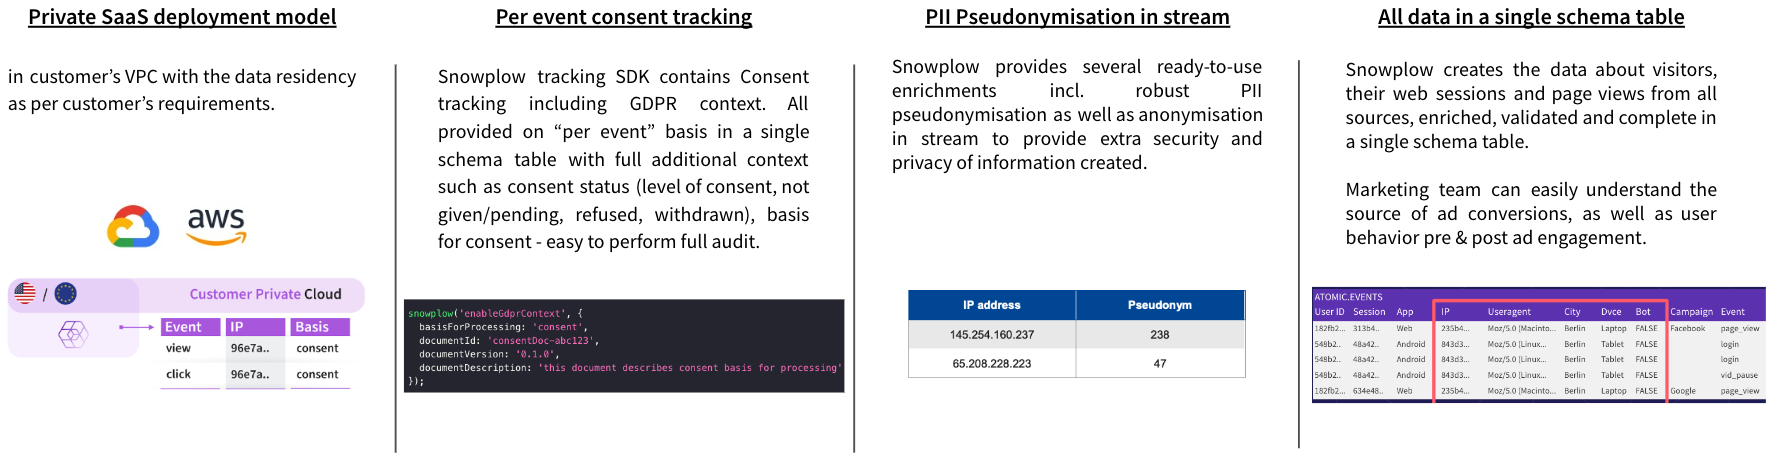 Private SaaS deployment model
in customer’s VPC with the data residency
as per customer’s requirements.
aws
/
Customer Private Cloud
Event IP Basis
view 96e7a.. consent
click 96e7a.. consent
Per event consent tracking
Snowplow tracking SDK contains Consent
tracking including GDPR context. All
provided on “per event” basis in a single
schema table with full additional context
such as consent status (level of consent, not
given/pending, refused, withdrawn), basis
for consent - easy to perform full audit.
snowplow('enableGdprContext', {
basisForProcessing: 'consent',
documentId: 'consentDoc-abc123',
documentVersion: '0.1.0',
documentDescription: 'this document describes consent basis for processing'
});
PII Pseudonymisation in stream
Snowplow provides several ready-to-use
enrichments incl. robust PII
pseudonymisation as well as anonymisation
in stream to provide extra security and
privacy of information created.
IP address Pseudonym
145.254.160.237 238
65.208.228.223 47
All data in a single schema table
Snowplow creates the data about visitors,
their web sessions and page views from all
sources, enriched, validated and complete in
a single schema table.
Marketing team can easily understand the
source of ad conversions, as well as user
behavior pre & post ad engagement.
ATOMIC.EVENTS
User ID Session App IP Useragent City Dvce Bot Campaign Event
182fb2... 313b4.. Web 235b4... Moz/5.0 (Macinto... Berlin Laptop FALSE Facebook page_view
548b2.. 48a42.. Android 843d3... Moz/5.0 (Linux... Berlin Tablet FALSE login
548b2.. 48a42.. Android 843d3... Moz/5.0 (Linux... Berlin Tablet FALSE login
548b2.. 48a42.. Android 843d3... Moz/5.0 (Linux... Berlin Tablet FALSE vid_pause
182fb2... 634e48.. Web 235b4... Moz/5.0 (Macinto... Berlin Laptop FALSE Google page_view